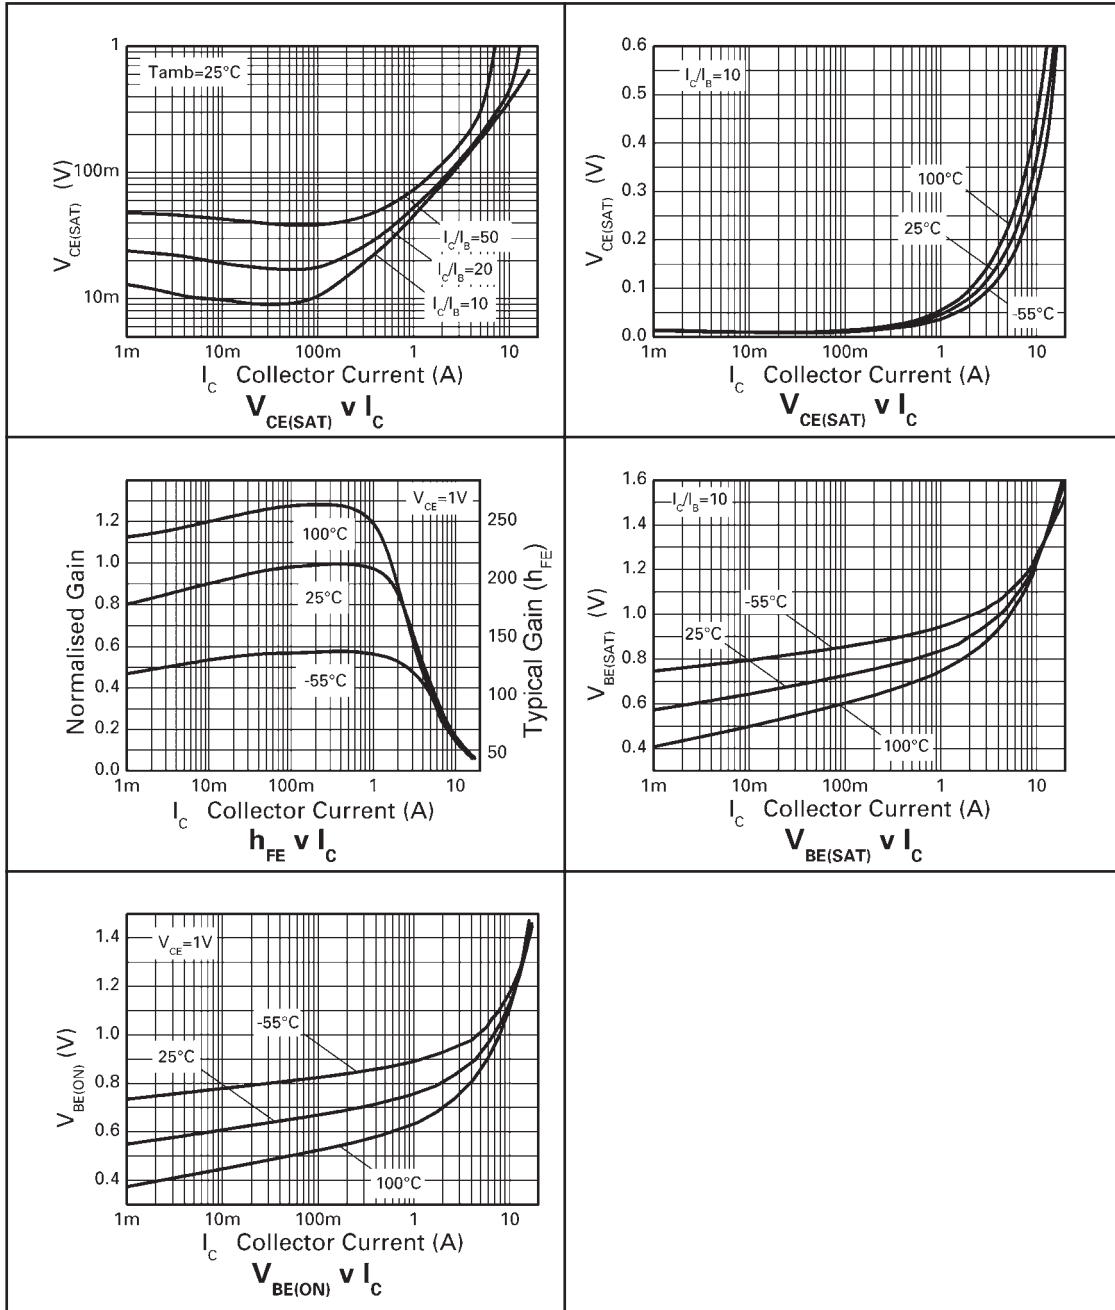 1
100m
10m
V_CE(SAT) (V)
Tamb=25°C
I_C/I_B=50
I_C/I_B=20
I_C/I_B=10
1m 10m 100m 1 10
I_C Collector Current (A)
V_CE(SAT) v I_C
0.6
0.5
0.4
0.3
0.2
0.1
0.0
V_CE(SAT) (V)
I_C/I_B=10
100°C
25°C
-55°C
1m 10m 100m 1 10
I_C Collector Current (A)
V_CE(SAT) v I_C
1.2
1.0
0.8
0.6
0.4
0.2
0.0
Normalised Gain
V_CE=1V
100°C
25°C
-55°C
250
200
150
100
50
Typical Gain (h_FE)
1m 10m 100m 1 10
I_C Collector Current (A)
h_FE v I_C
1.6
1.4
1.2
1.0
0.8
0.6
0.4
V_BE(SAT) (V)
I_C/I_B=10
-55°C
25°C
100°C
1m 10m 100m 1 10
I_C Collector Current (A)
V_BE(SAT) v I_C
1.4
1.2
1.0
0.8
0.6
0.4
V_BE(ON) (V)
V_CE=1V
-55°C
25°C
100°C
1m 10m 100m 1 10
I_C Collector Current (A)
V_BE(ON) v I_C